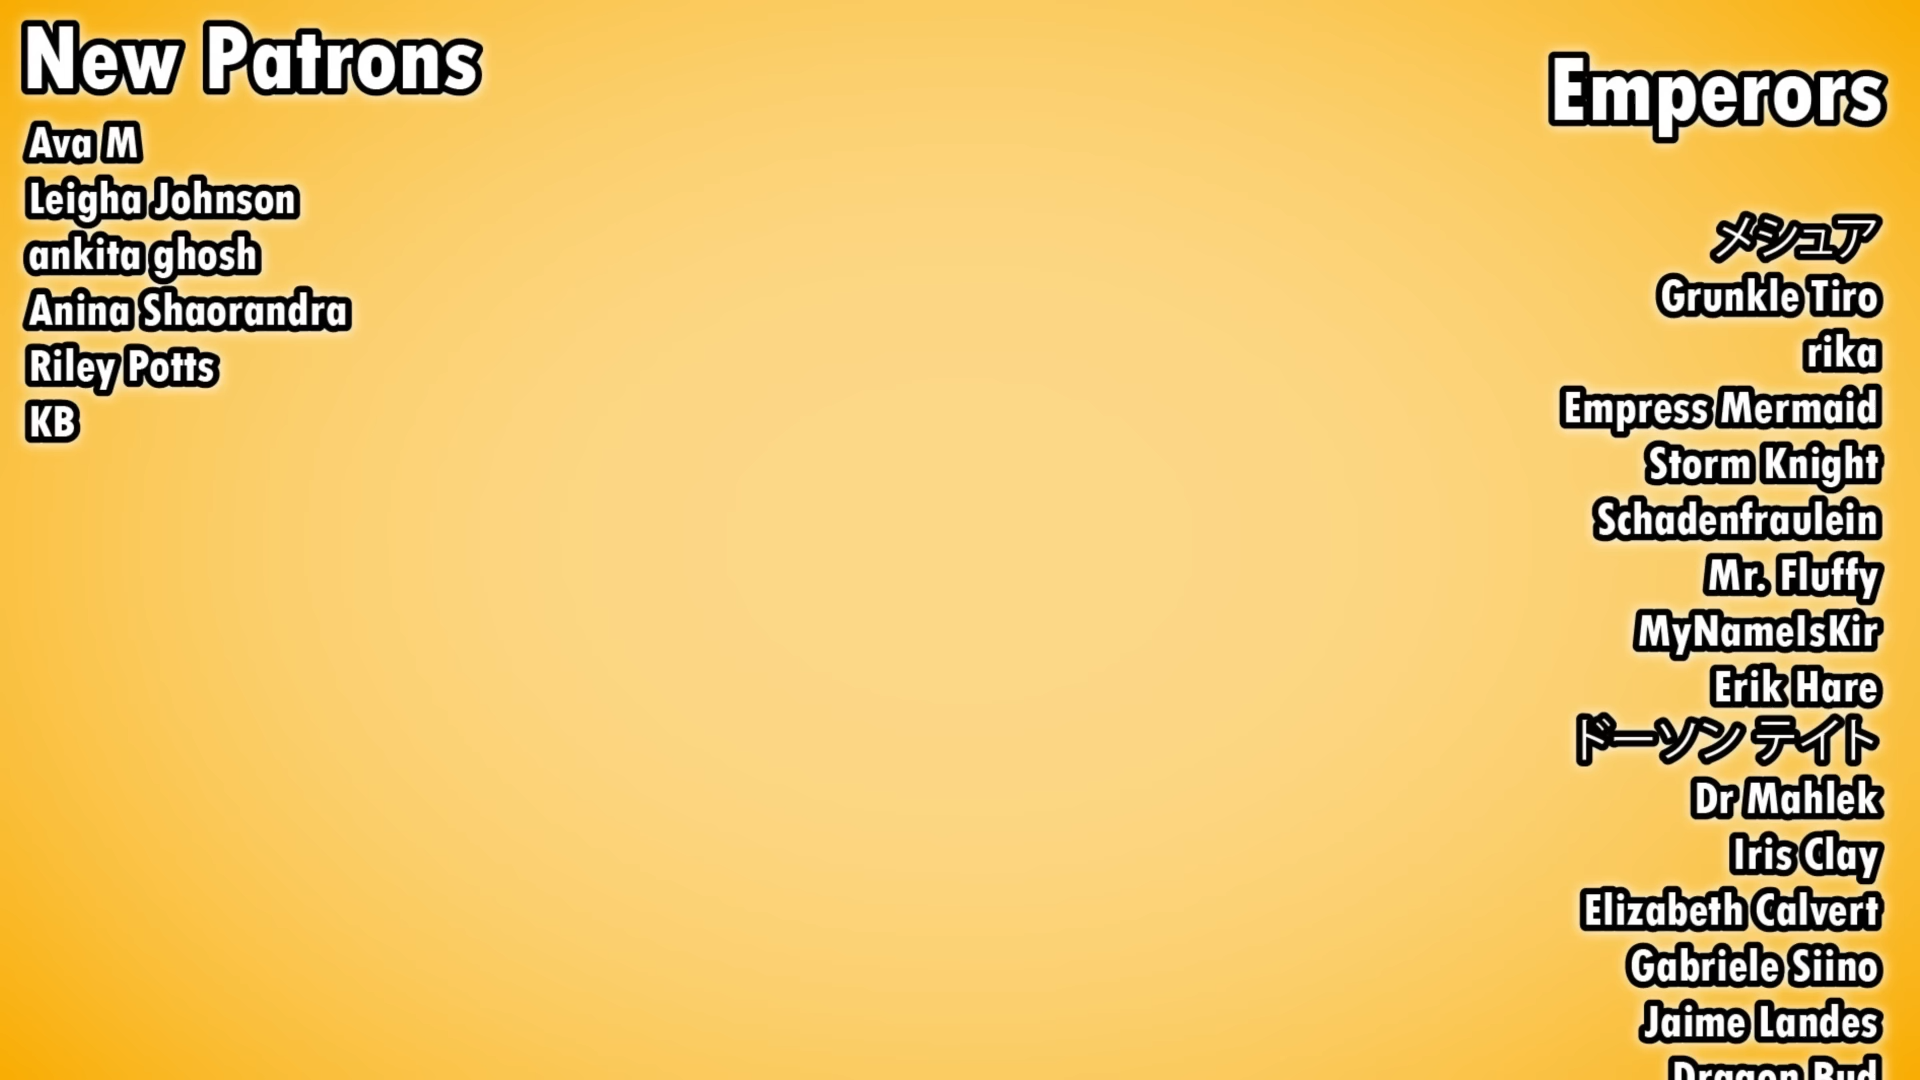 New Patrons
Ava M
Leigha Johnson
ankita ghosh
Anina Shaorandra
Riley Potts
KB
Emperors
メシュア
Grunkle Tiro
rika
Empress Mermaid
Storm Knight
Schadenfraulein
Mr. Fluffy
MyNameIsKir
Erik Hare
ドーソン テイト
Dr Mahlek
Iris Clay
Elizabeth Calvert
Gabriele Siino
Jaime Landes
Dragon Bud